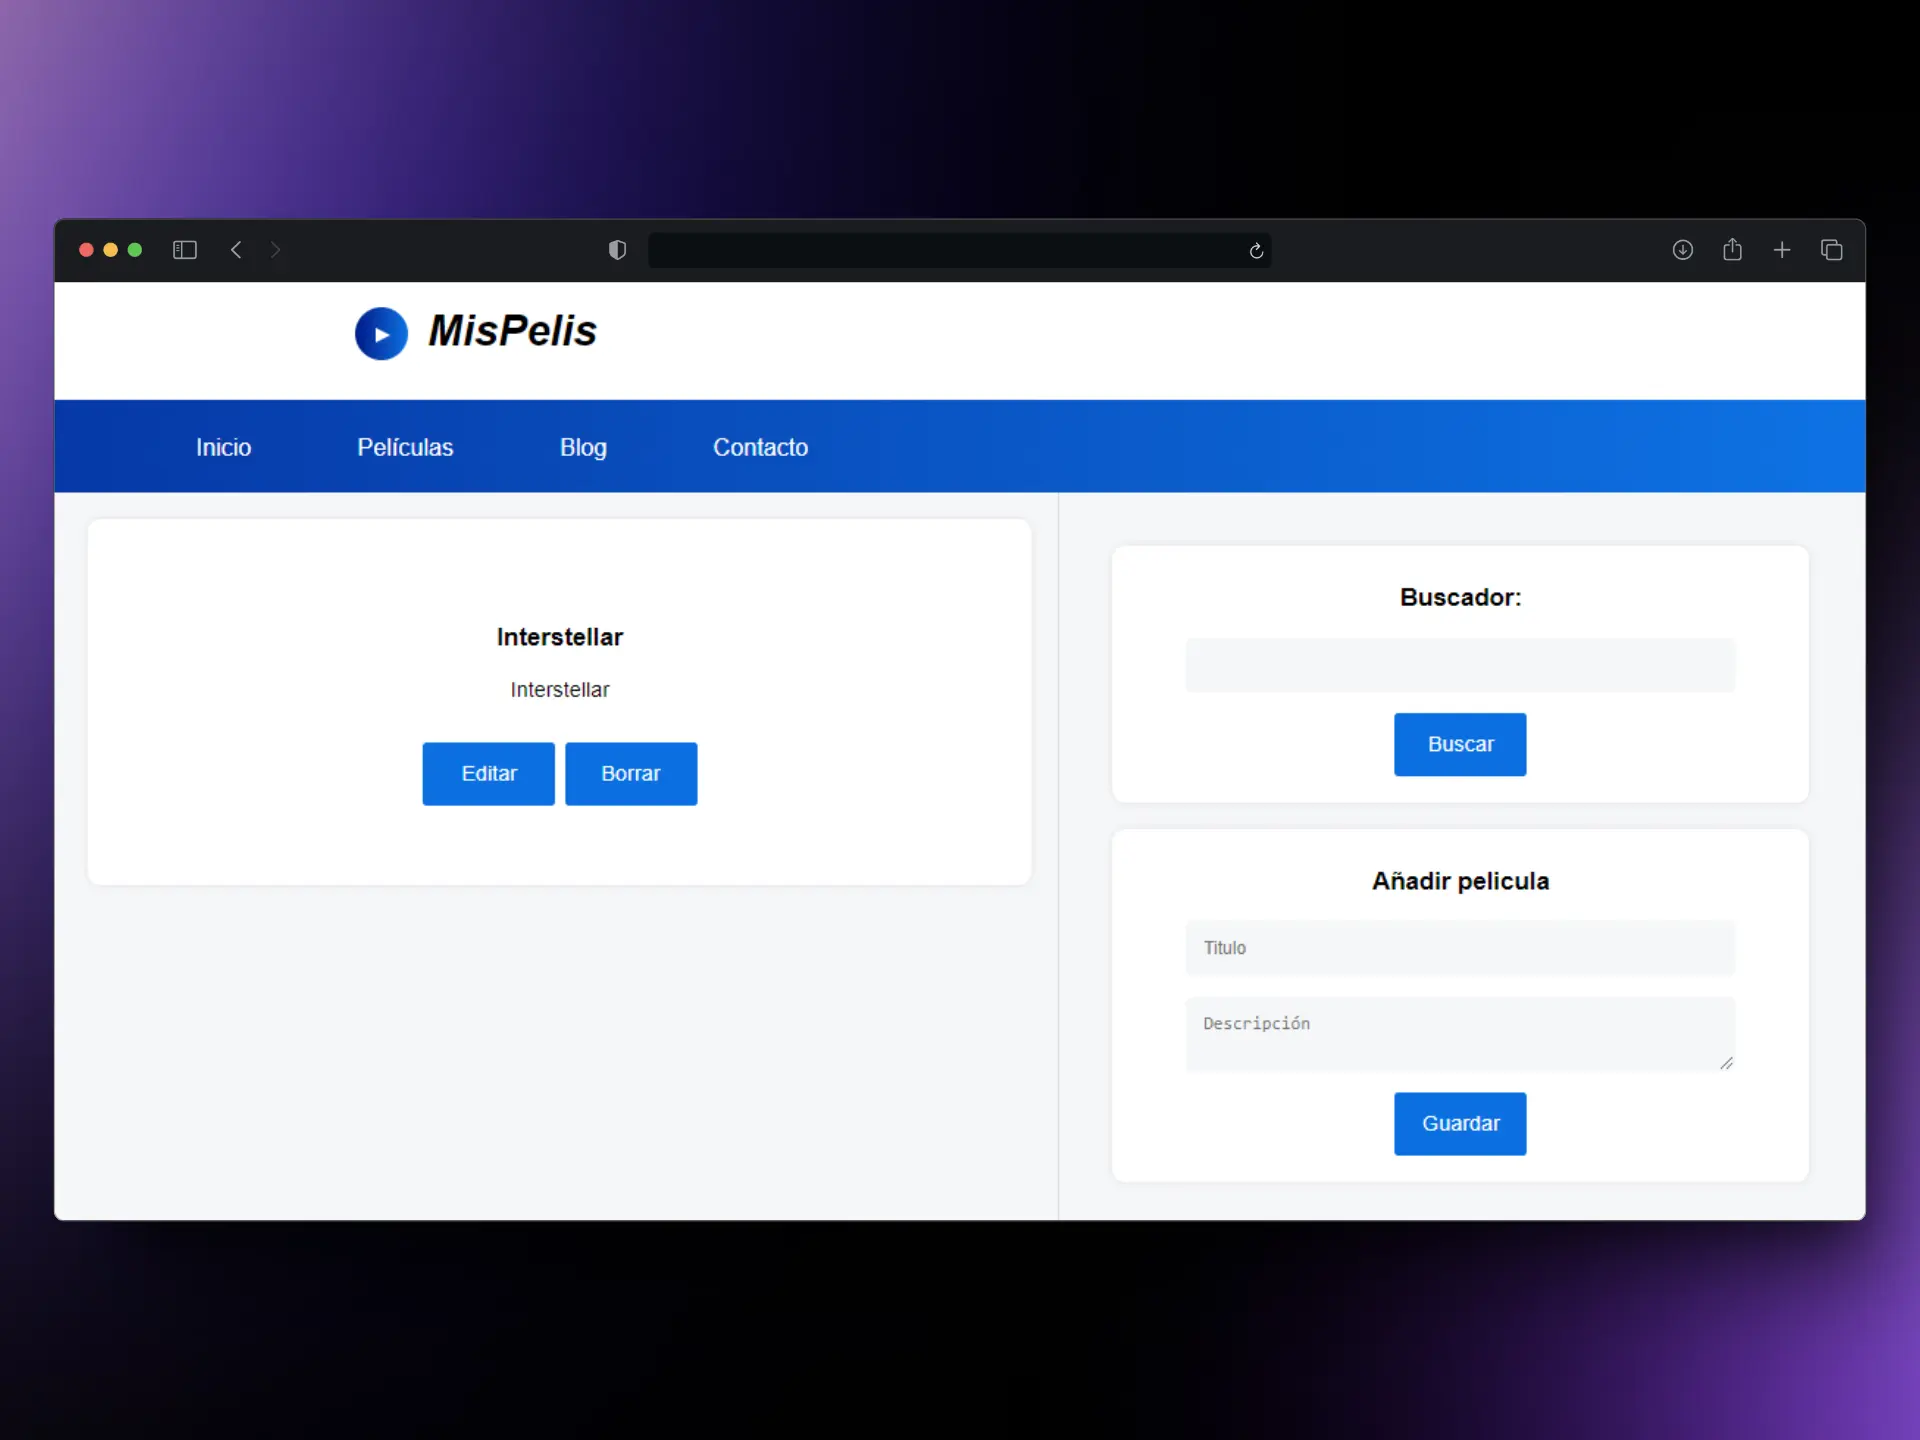 MisPelis
Inicio Películas Blog Contacto
Interstellar
Interstellar
Editar Borrar
Buscador:
Buscar
Añadir pelicula
Titulo
Descripción
Guardar